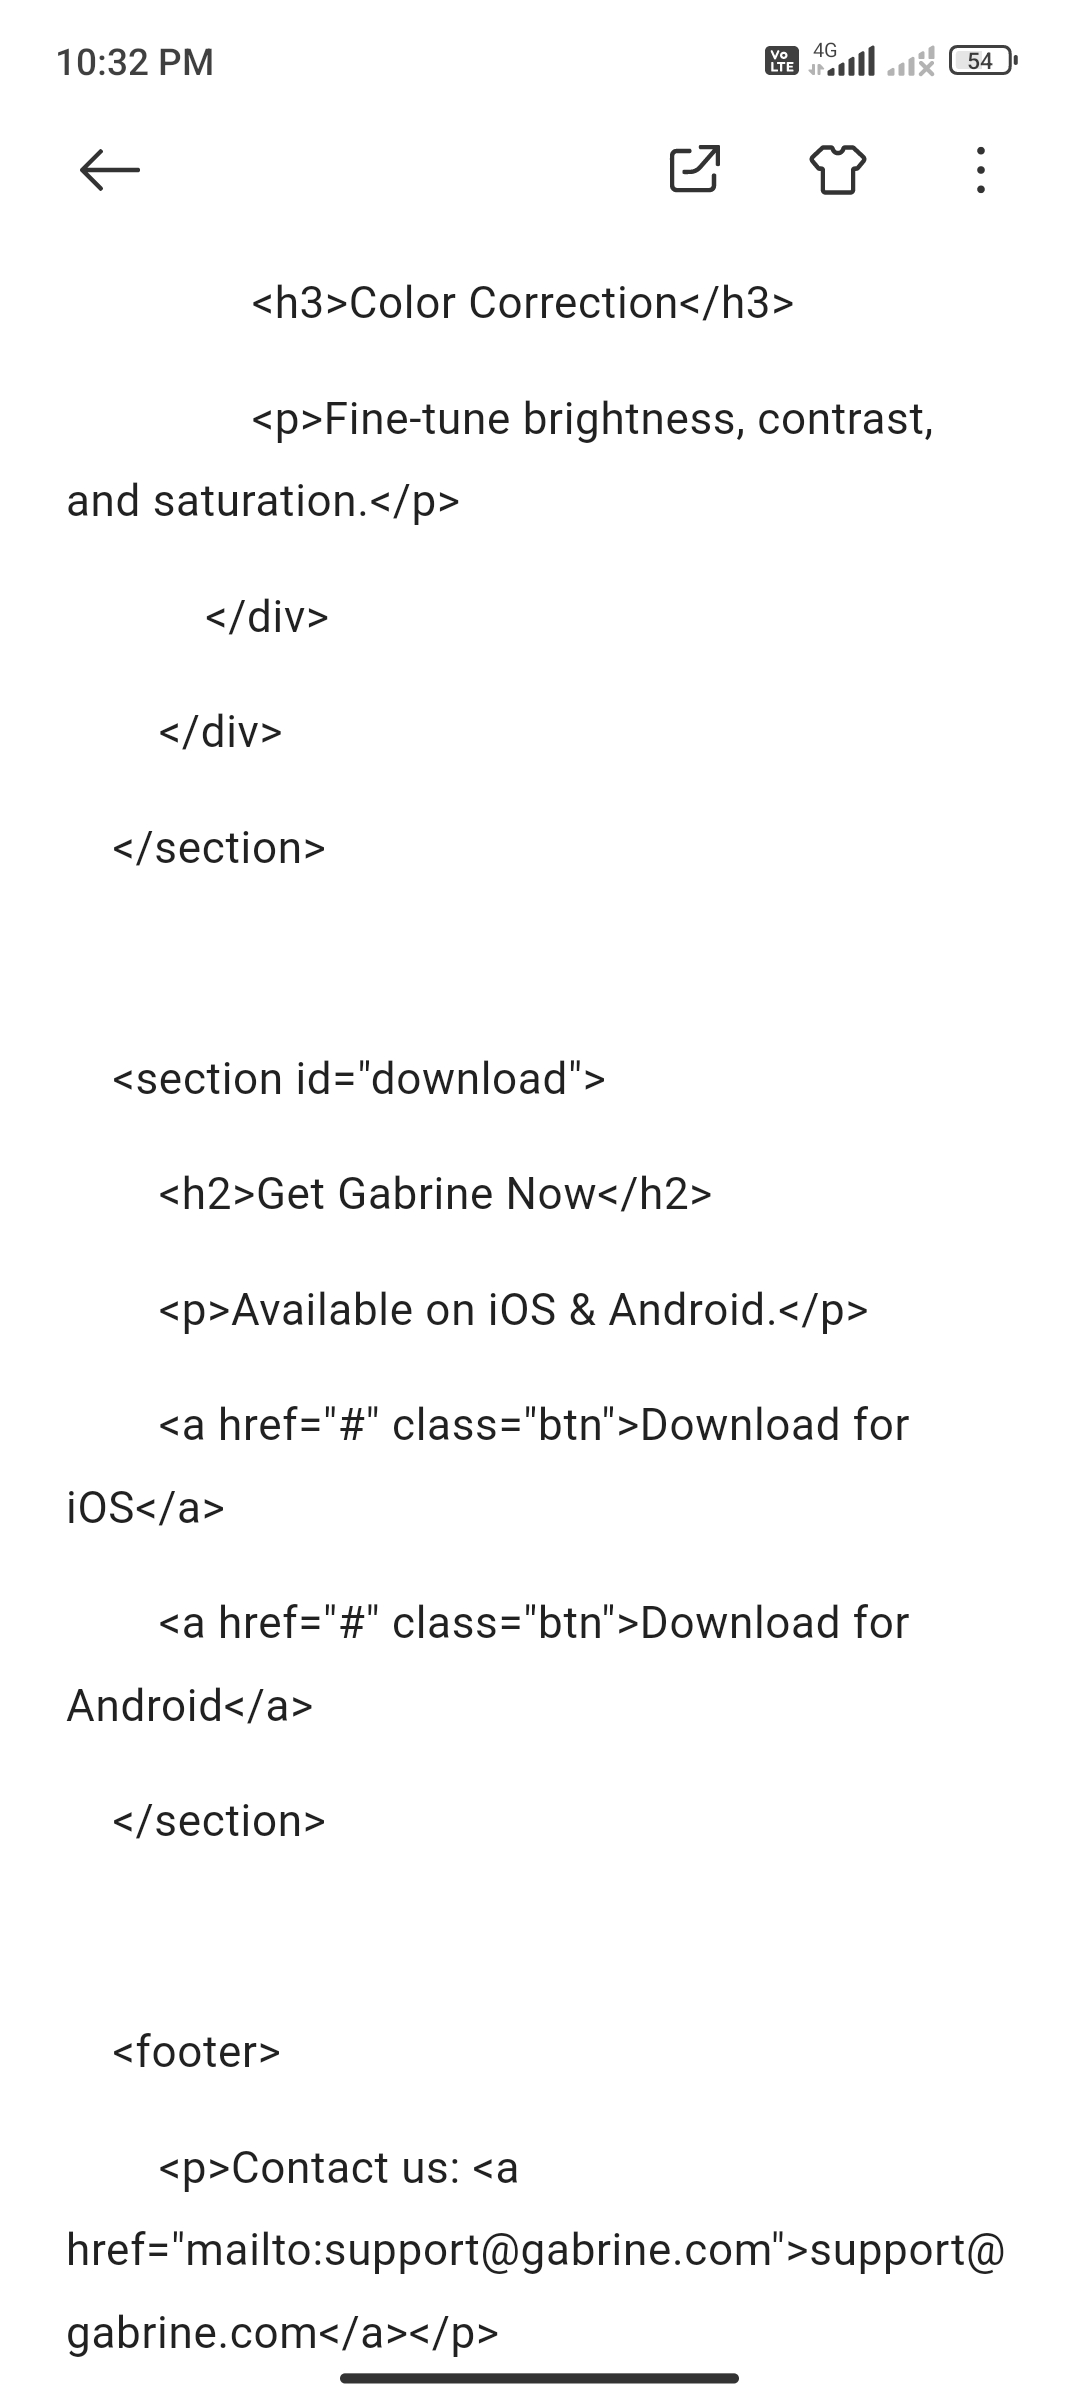 10:32 PM
Vo LTE 4G 54
<h3>Color Correction</h3>
<p>Fine-tune brightness, contrast,
and saturation.</p>
</div>
</div>
</section>
<section id="download">
<h2>Get Gabrine Now</h2>
<p>Available on iOS & Android.</p>
<a href="#" class="btn">Download for
iOS</a>
<a href="#" class="btn">Download for
Android</a>
</section>
<footer>
<p>Contact us: <a
href="mailto:support@gabrine.com">support@
gabrine.com</a></p>